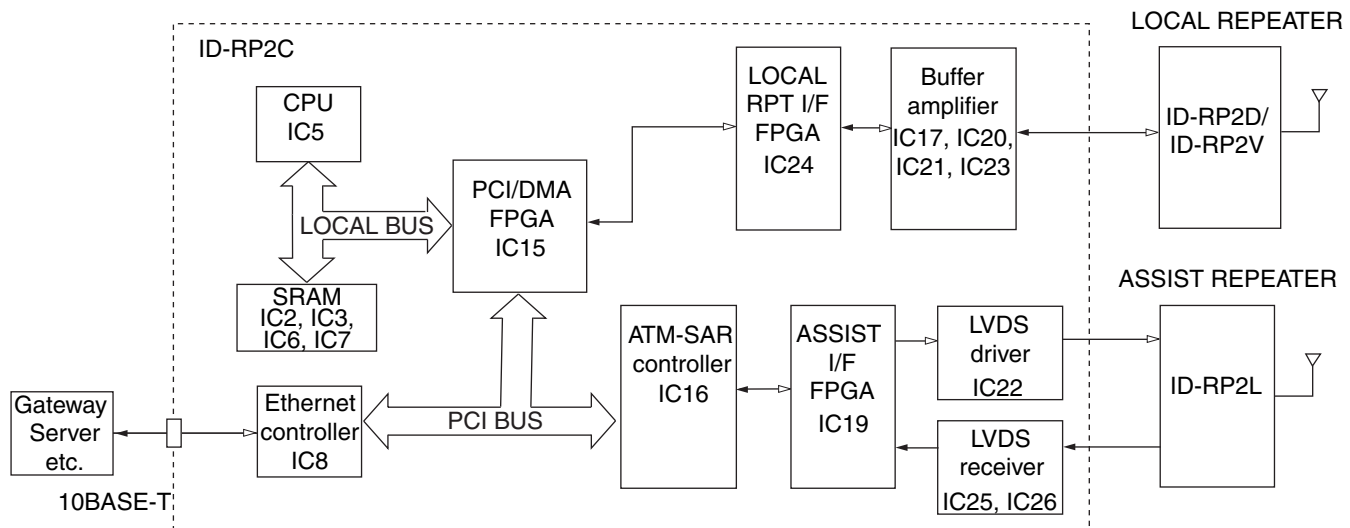 LOCAL REPEATER
ID-RP2C
CPU
IC5
LOCAL
RPT I/F
FPGA
IC24
Buffer
amplifier
IC17, IC20,
IC21, IC23
ID-RP2D/
ID-RP2V
PCI/DMA
FPGA
IC15
LOCAL BUS
SRAM
IC2, IC3,
IC6, IC7
ASSIST REPEATER
ATM-SAR
controller
IC16
ASSIST
I/F
FPGA
IC19
LVDS
driver
IC22
ID-RP2L
Gateway
Server
etc.
Ethernet
controller
IC8
PCI BUS
LVDS
receiver
IC25, IC26
10BASE-T